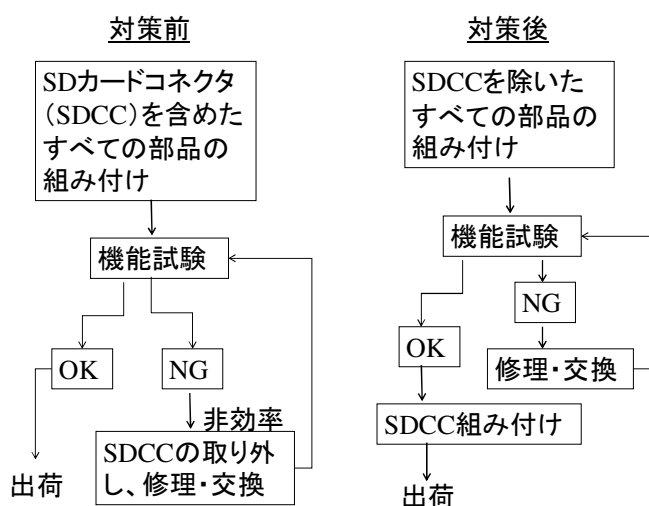 対策前
SDカードコネクタ
（SDCC）を含めた
すべての部品の
組み付け
機能試験
OK
NG
非効率
SDCCの取り外
し、修理・交換
出荷
対策後
SDCCを除いた
すべての部品の
組み付け
機能試験
NG
OK
修理・交換
SDCC組み付け
出荷